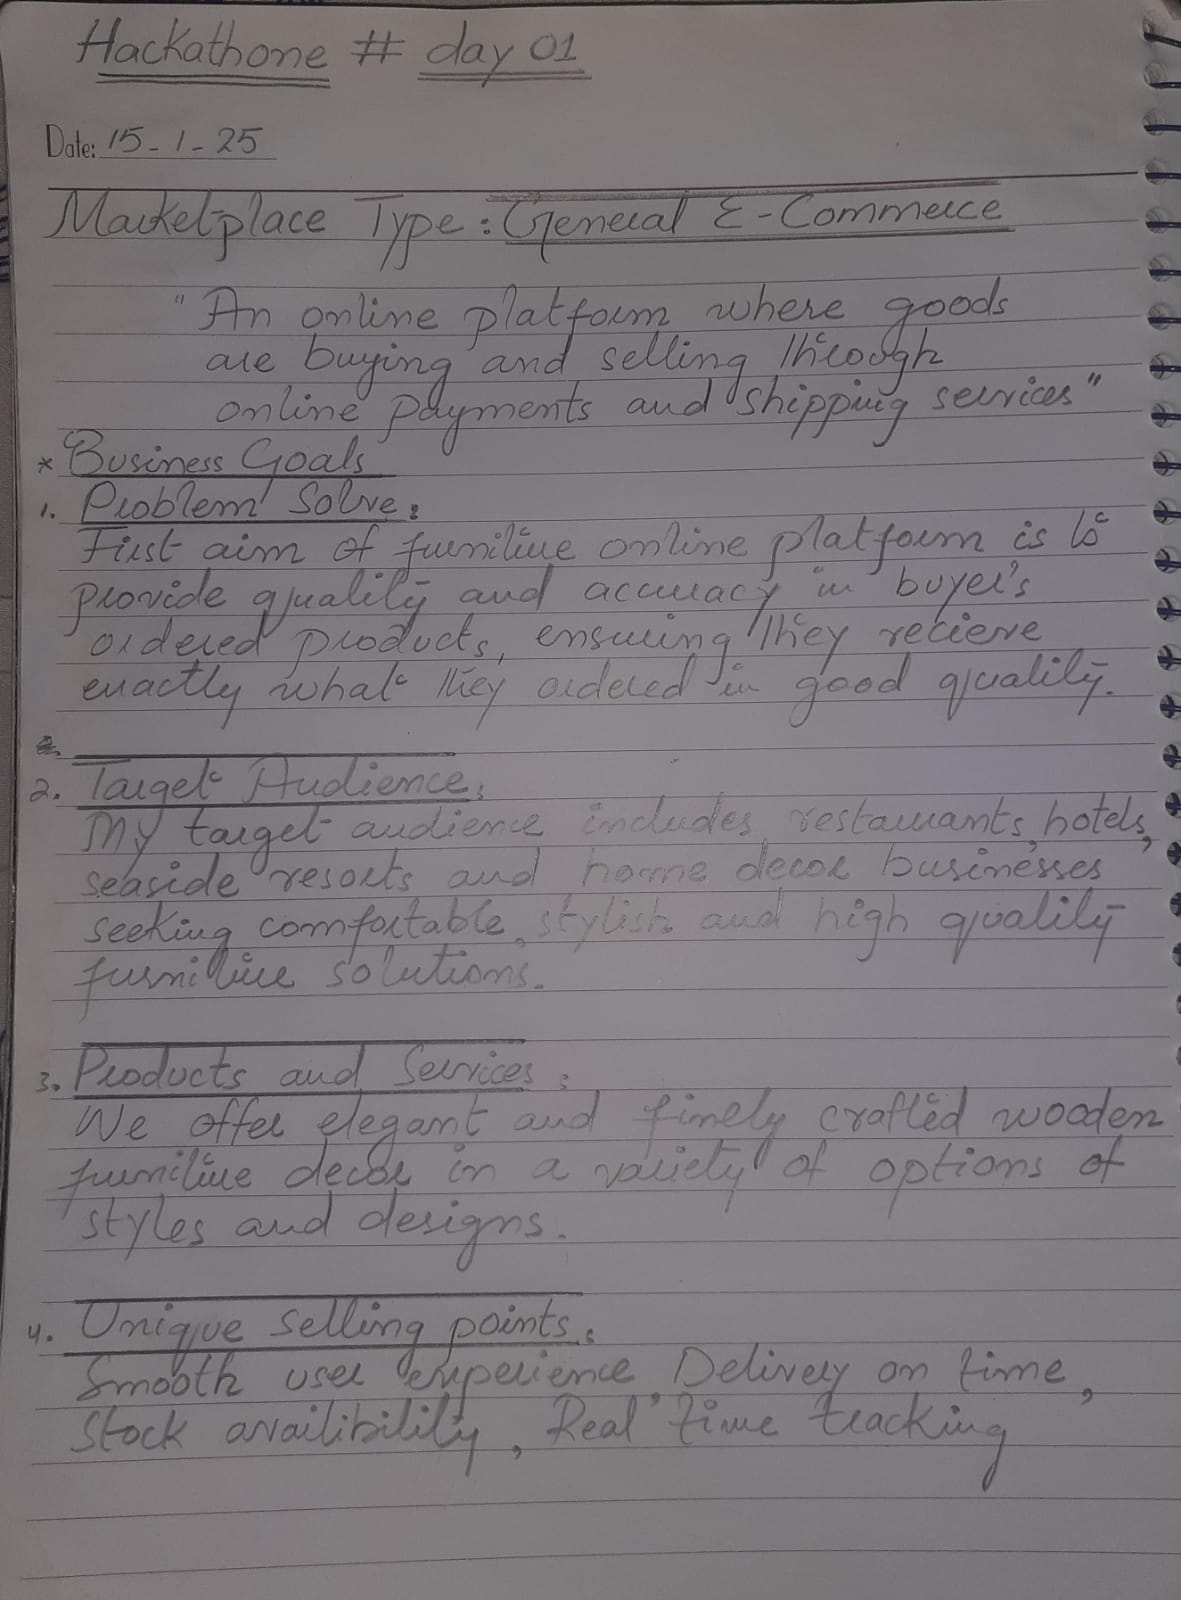 Hackathone # day 01
Date: 15-1-25
Marketplace Type: General E-Commerce
"An online platform where goods
are buying and selling through
online payments and shipping services"
* Business Goals
1. Problem Solve:
First aim of furniture online platform is to
provide quality and accuracy in buyer's
ordered products, ensuring they recieve
exactly what they ordered in good quality.
2. Target Audience:
My target audience includes restaurants, hotels,
seaside resorts and home decor businesses
seeking comfortable, stylish and high quality
furniture solutions.
3. Products and Services:
We offer elegant and finely crafted wooden
furniture decor in a variety of options of
styles and designs.
4. Unique selling points:
Smooth user experience, Delivery on time,
Stock availibility, Real time tracking